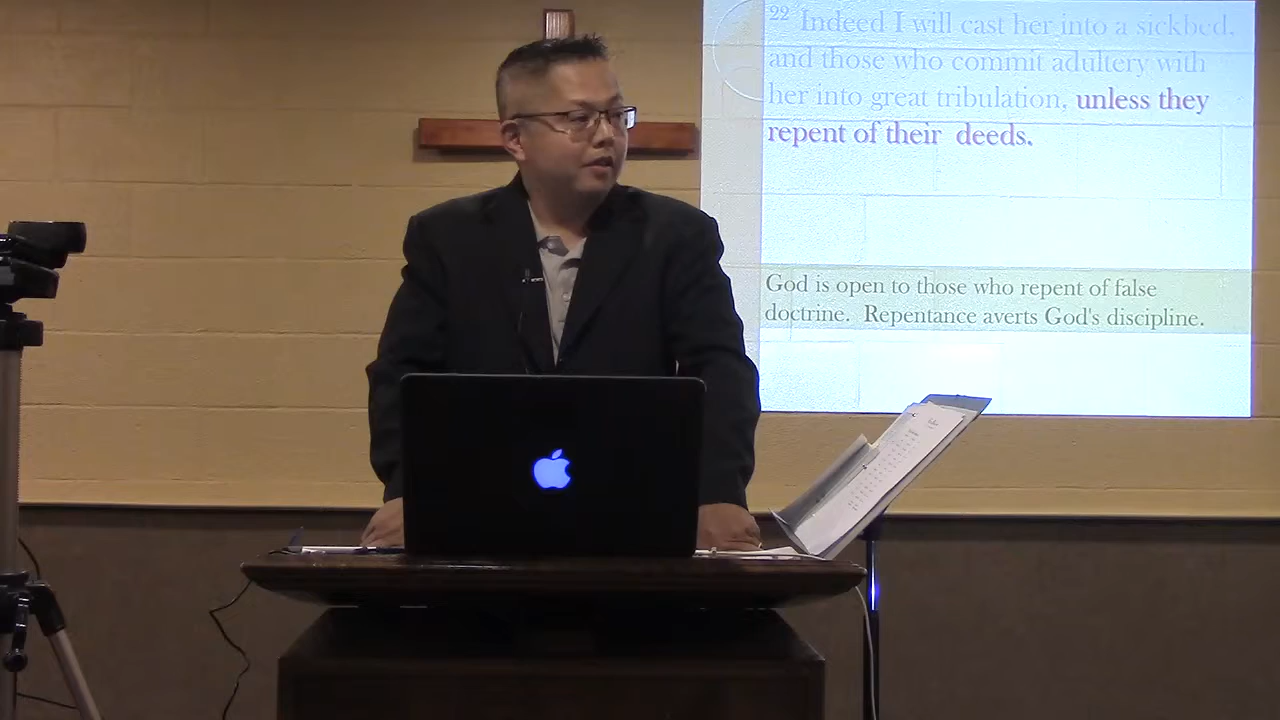 22 Indeed I will cast her into a sickbed,
and those who commit adultery with
her into great tribulation, unless they
repent of their deeds.
God is open to those who repent of false
doctrine. Repentance averts God's discipline.